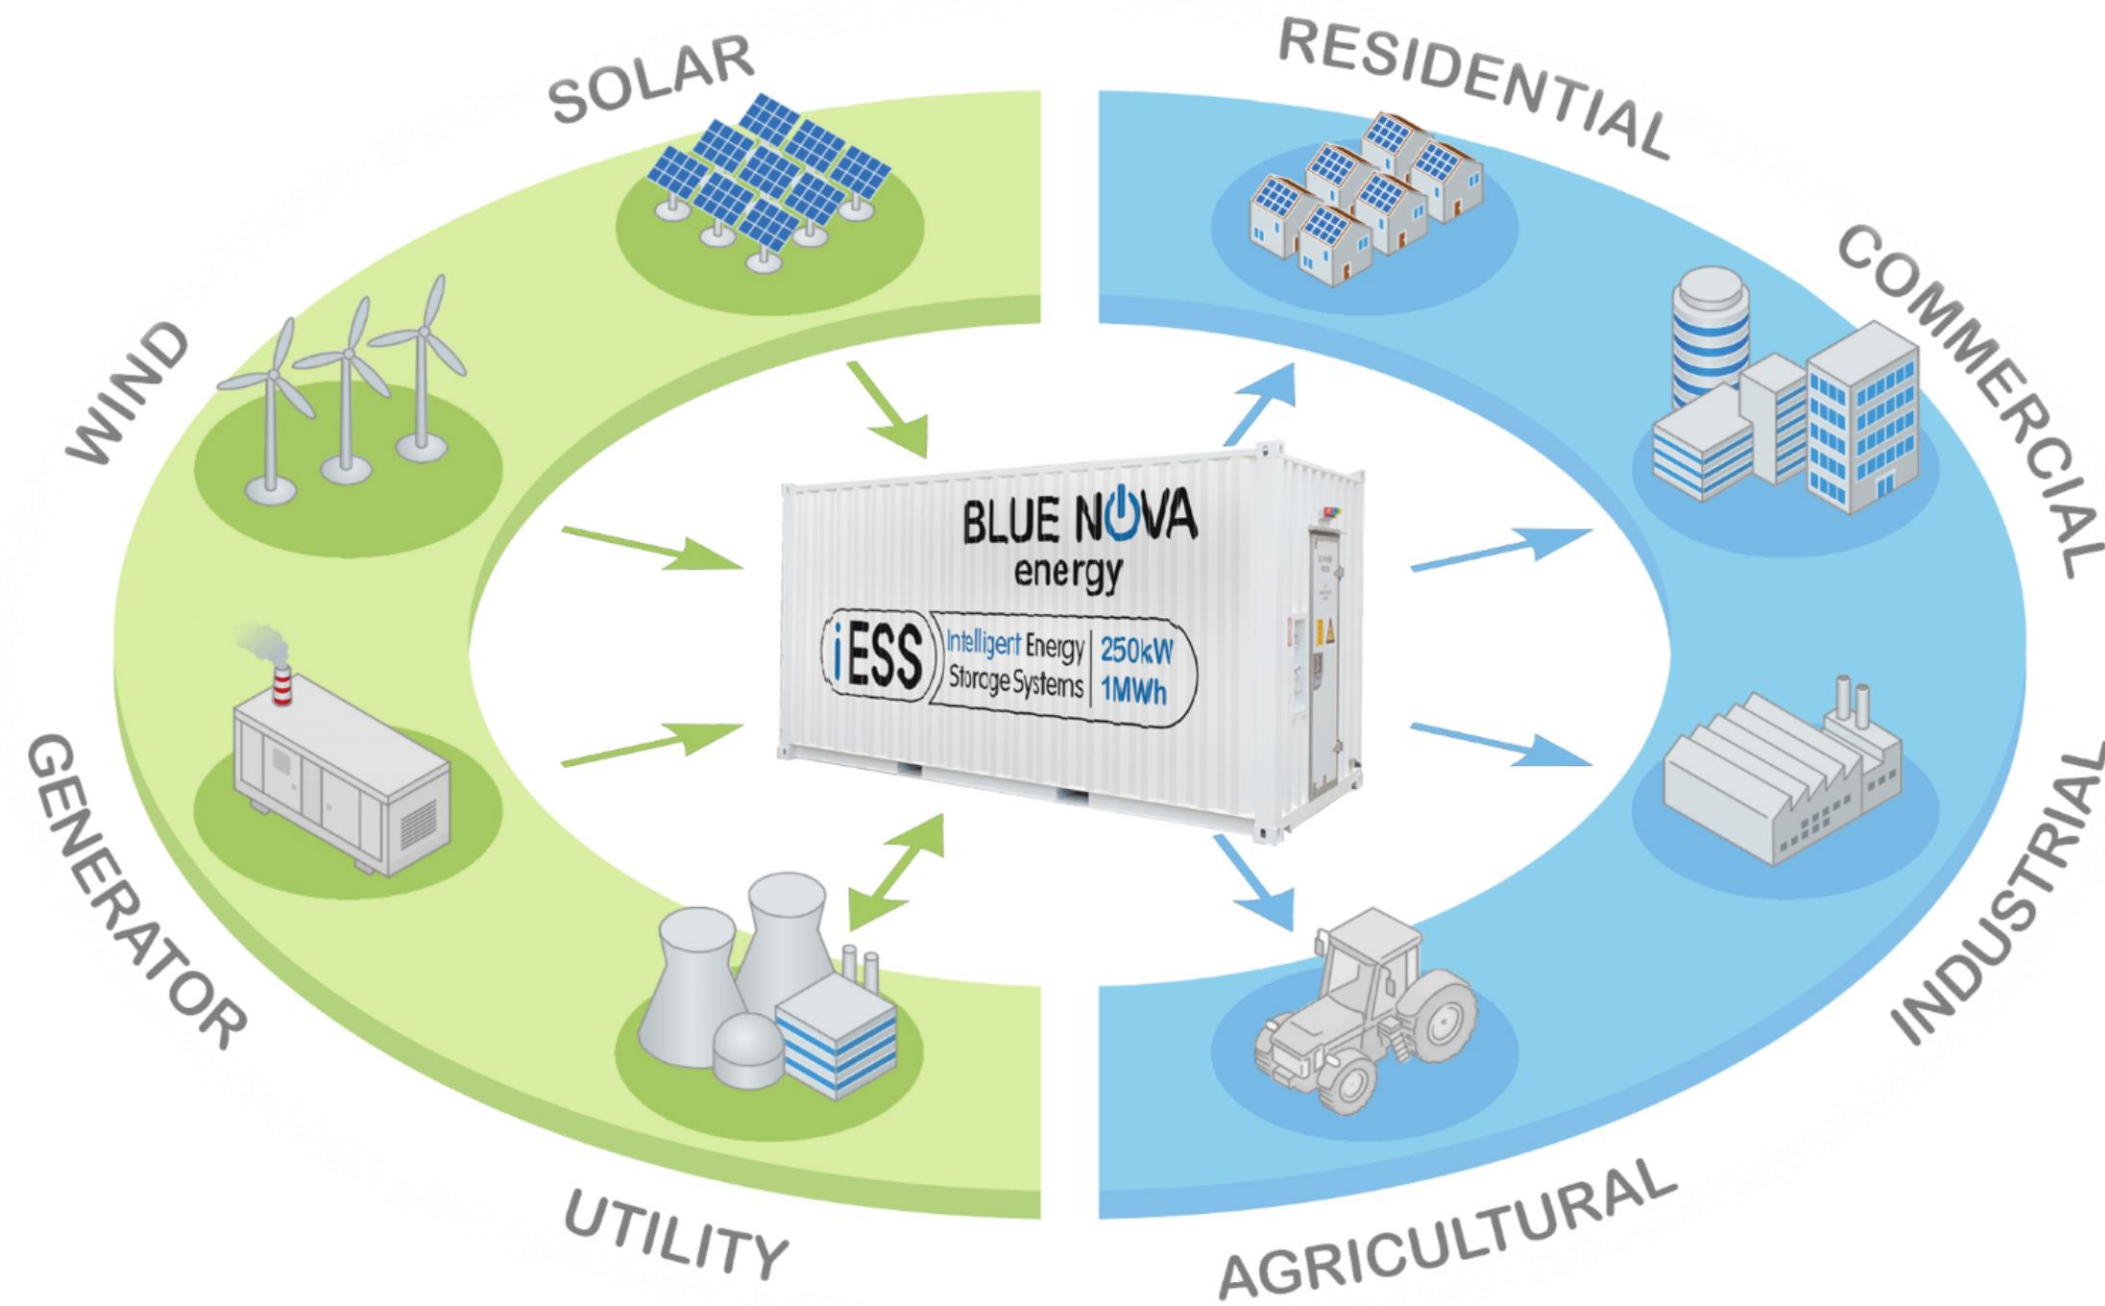 SOLAR
RESIDENTIAL
WIND
COMMERCIAL
BLUE NOVA
energy
iESS
Intelligent Energy
Storage Systems
250kW
1MWh
GENERATOR
INDUSTRIAL
UTILITY
AGRICULTURAL